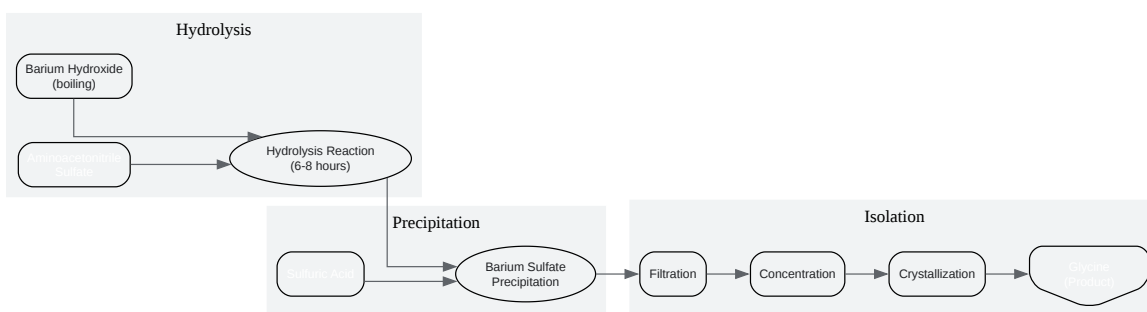 Hydrolysis
Barium Hydroxide
(boiling)
Aminoacetonitrile
Sulfate
Hydrolysis Reaction
(6-8 hours)
Precipitation
Sulfuric Acid
Barium Sulfate
Precipitation
Isolation
Filtration
Concentration
Crystallization
Glycine
(Product)